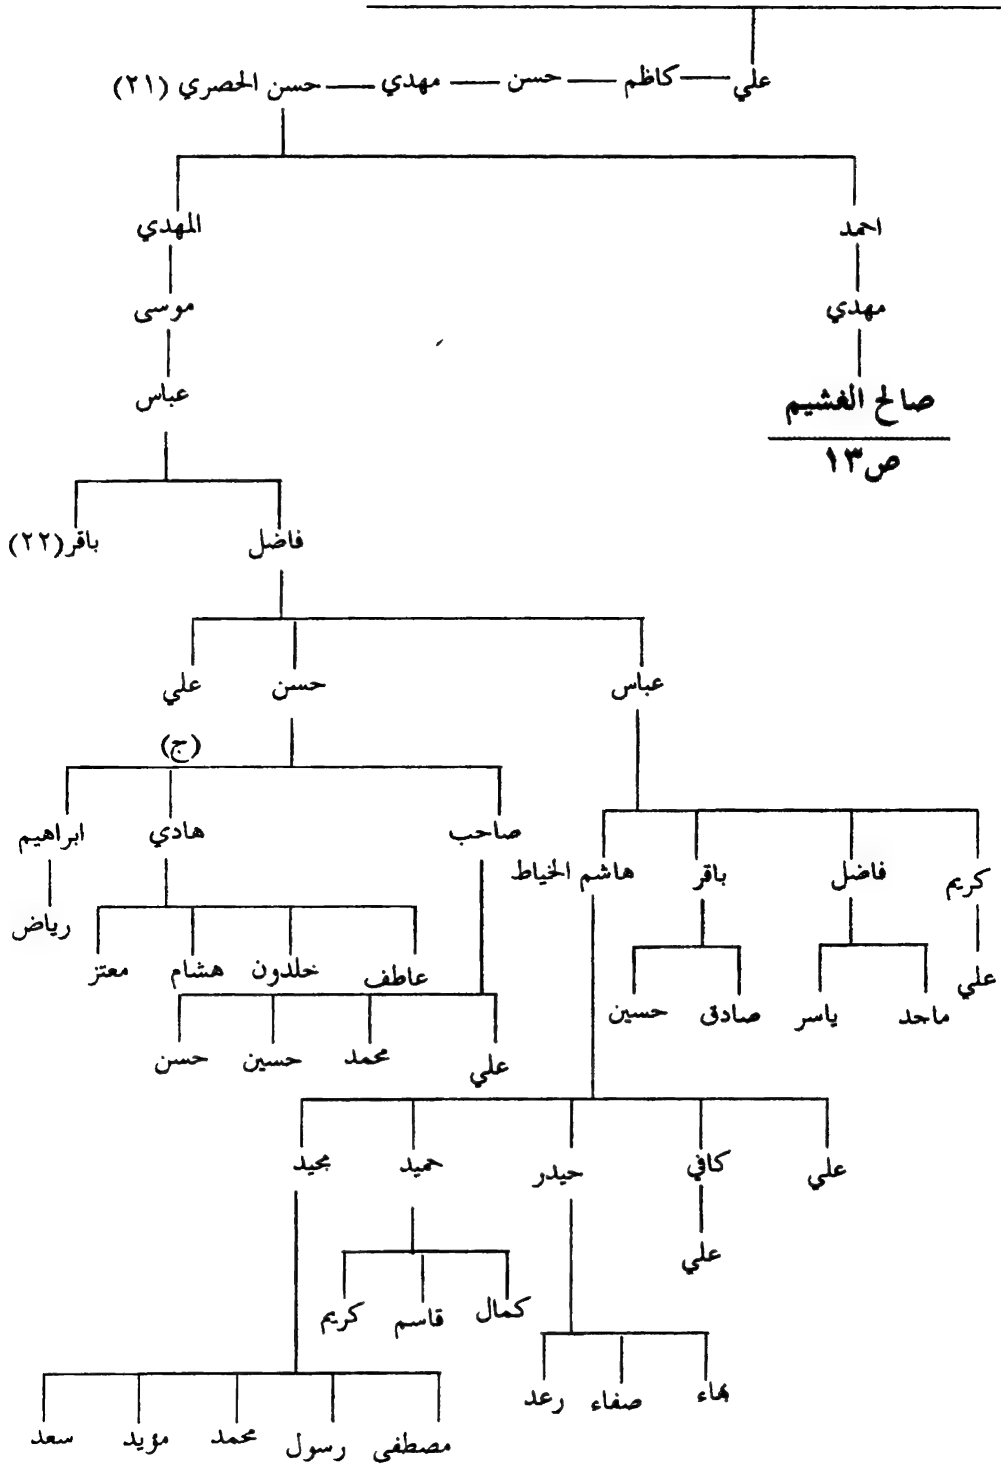 علي — كاظم — حسن — مهدي — حسن الحصري (٢١)
احمد المهدي
مهدي موسى
صالح الغشيم عباس
ص١٣
فاضل باقر (٢٢)
عباس حسن علي
(ج)
صاحب هادي ابراهيم
كريم فاضل باقر هاشم الخياط
رياض
عاطف خلدون هشام معتز
علي
ماجد ياسر صادق حسين
علي محمد حسين حسن
علي كافي حيدر حميد مجيد
علي
كمال قاسم كريم
بهاء صفاء رعد
مصطفى رسول محمد مؤيد سعد